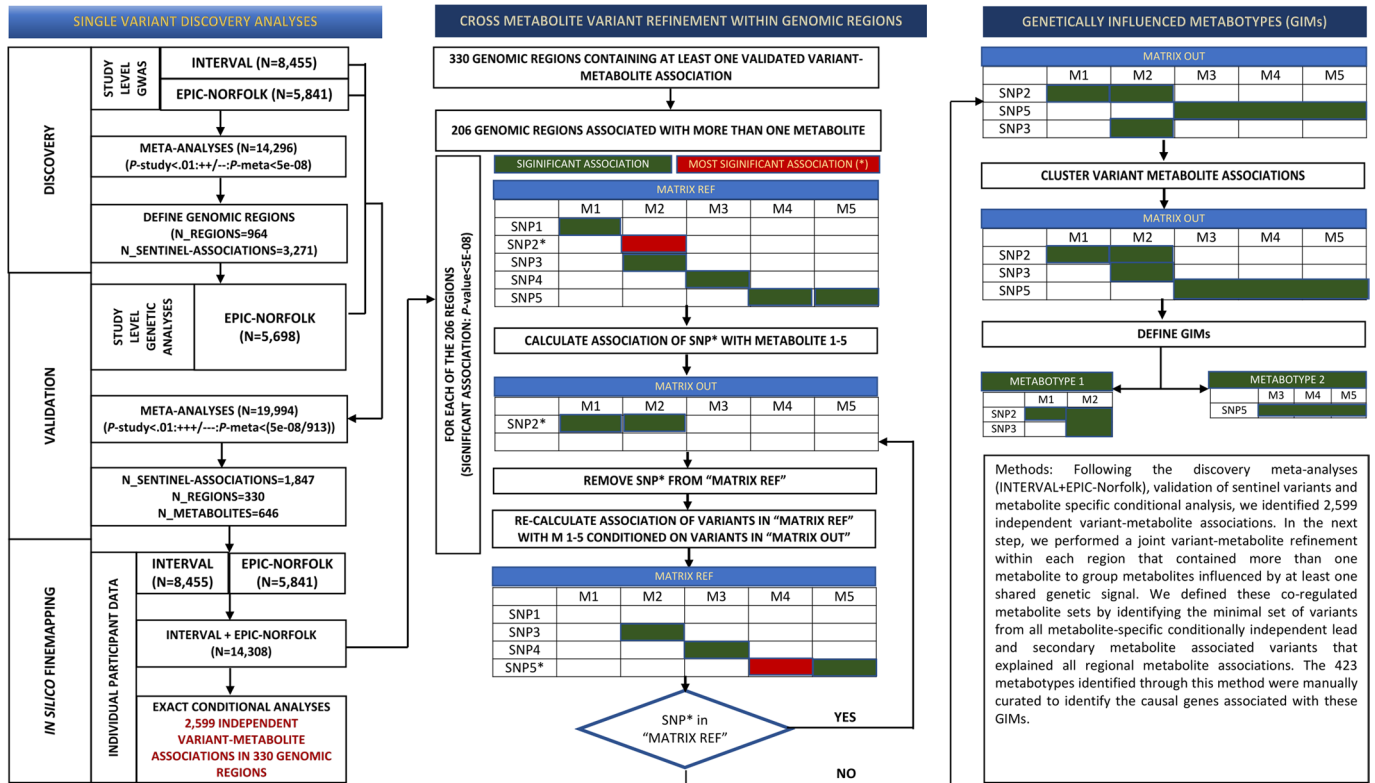 SINGLE VARIANT DISCOVERY ANALYSES
DISCOVERY
STUDY
LEVEL
GWAS
INTERVAL (N=8,455)
EPIC-NORFOLK (N=5,841)
META-ANALYSES (N=14,296)
(P-study<.01:++/--:P-meta<5e-08)
DEFINE GENOMIC REGIONS
(N_REGIONS=964
N_SENTINEL-ASSOCIATIONS=3,271)
VALIDATION
STUDY
LEVEL
GENETIC
ANALYSES
EPIC-NORFOLK
(N=5,698)
META-ANALYSES (N=19,994)
(P-study<.01:+++/---:P-meta<(5e-08/913))
N_SENTINEL-ASSOCIATIONS=1,847
N_REGIONS=330
N_METABOLITES=646
IN SILICO FINEMAPPING
INDIVIDUAL PARTICIPANT DATA
INTERVAL
(N=8,455)
EPIC-NORFOLK
(N=5,841)
INTERVAL + EPIC-NORFOLK
(N=14,308)
EXACT CONDITIONAL ANALYSES
2,599 INDEPENDENT
VARIANT-METABOLITE
ASSOCIATIONS IN 330 GENOMIC
REGIONS
CROSS METABOLITE VARIANT REFINEMENT WITHIN GENOMIC REGIONS
330 GENOMIC REGIONS CONTAINING AT LEAST ONE VALIDATED VARIANT-
METABOLITE ASSOCIATION
206 GENOMIC REGIONS ASSOCIATED WITH MORE THAN ONE METABOLITE
FOR EACH OF THE 206 REGIONS
(SIGNIFICANT ASSOCIATION: P-value<5E-08)
SIGINIFICANT ASSOCIATION
MOST SIGINIFICANT ASSOCIATION (*)
MATRIX REF
M1 M2 M3 M4 M5
SNP1
SNP2*
SNP3
SNP4
SNP5
CALCULATE ASSOCIATION OF SNP* WITH METABOLITE 1-5
MATRIX OUT
M1 M2 M3 M4 M5
SNP2*
REMOVE SNP* FROM “MATRIX REF”
RE-CALCULATE ASSOCIATION OF VARIANTS IN “MATRIX REF”
WITH M 1-5 CONDITIONED ON VARIANTS IN “MATRIX OUT”
MATRIX REF
M1 M2 M3 M4 M5
SNP1
SNP3
SNP4
SNP5*
SNP* in
“MATRIX REF”
YES
NO
GENETICALLY INFLUENCED METABOTYPES (GIMs)
MATRIX OUT
M1 M2 M3 M4 M5
SNP2
SNP5
SNP3
CLUSTER VARIANT METABOLITE ASSOCIATIONS
MATRIX OUT
M1 M2 M3 M4 M5
SNP2
SNP3
SNP5
DEFINE GIMs
METABOTYPE 1
M1 M2
SNP2
SNP3
METABOTYPE 2
M3 M4 M5
SNP5
Methods: Following the discovery meta-analyses
(INTERVAL+EPIC-Norfolk), validation of sentinel variants and
metabolite specific conditional analysis, we identified 2,599
independent variant-metabolite associations. In the next
step, we performed a joint variant-metabolite refinement
within each region that contained more than one
metabolite to group metabolites influenced by at least one
shared genetic signal. We defined these co-regulated
metabolite sets by identifying the minimal set of variants
from all metabolite-specific conditionally independent lead
and secondary metabolite associated variants that
explained all regional metabolite associations. The 423
metabotypes identified through this method were manually
curated to identify the causal genes associated with these
GIMs.